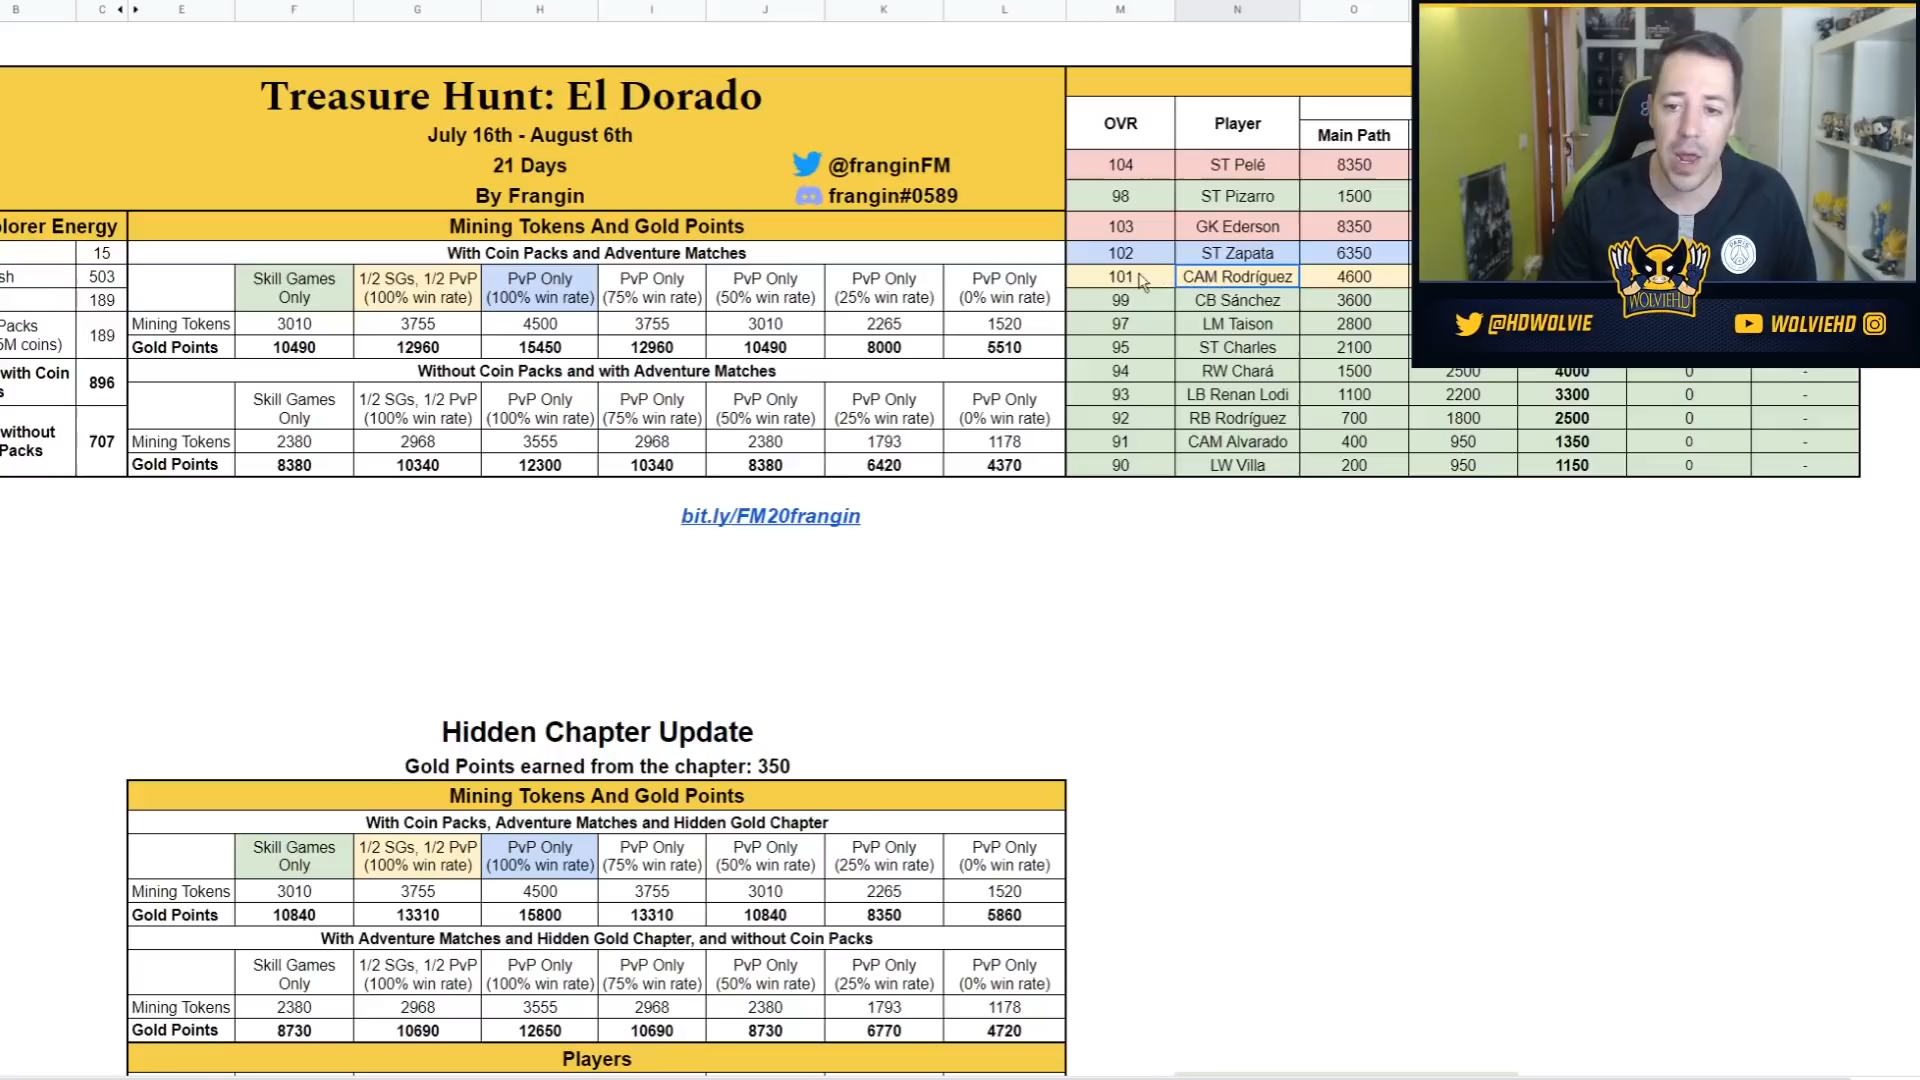 B C E F G H I J K L M N O
Treasure Hunt: El Dorado
July 16th - August 6th
21 Days
@franginFM
By Frangin
frangin#0589
OVR Player Main Path
104 ST Pelé 8350
98 ST Pizarro 1500
103 GK Ederson 8350
102 ST Zapata 6350
101 CAM Rodríguez 4600
99 CB Sánchez 3600
97 LM Taison 2800
95 ST Charles 2100
94 RW Chará 1500 2500 4000 0 -
93 LB Renan Lodi 1100 2200 3300 0 -
92 RB Rodríguez 700 1800 2500 0 -
91 CAM Alvarado 400 950 1350 0 -
90 LW Villa 200 950 1150 0 -
lorer Energy
15
sh 503
189
Packs
5M coins) 189
with Coin
s 896
without
Packs 707
Mining Tokens And Gold Points
With Coin Packs and Adventure Matches
Skill Games Only 1/2 SGs, 1/2 PvP (100% win rate) PvP Only (100% win rate) PvP Only (75% win rate) PvP Only (50% win rate) PvP Only (25% win rate) PvP Only (0% win rate)
Mining Tokens 3010 3755 4500 3755 3010 2265 1520
Gold Points 10490 12960 15450 12960 10490 8000 5510
Without Coin Packs and with Adventure Matches
Skill Games Only 1/2 SGs, 1/2 PvP (100% win rate) PvP Only (100% win rate) PvP Only (75% win rate) PvP Only (50% win rate) PvP Only (25% win rate) PvP Only (0% win rate)
Mining Tokens 2380 2968 3555 2968 2380 1793 1178
Gold Points 8380 10340 12300 10340 8380 6420 4370
bit.ly/FM20frangin
Hidden Chapter Update
Gold Points earned from the chapter: 350
Mining Tokens And Gold Points
With Coin Packs, Adventure Matches and Hidden Gold Chapter
Skill Games Only 1/2 SGs, 1/2 PvP (100% win rate) PvP Only (100% win rate) PvP Only (75% win rate) PvP Only (50% win rate) PvP Only (25% win rate) PvP Only (0% win rate)
Mining Tokens 3010 3755 4500 3755 3010 2265 1520
Gold Points 10840 13310 15800 13310 10840 8350 5860
With Adventure Matches and Hidden Gold Chapter, and without Coin Packs
Skill Games Only 1/2 SGs, 1/2 PvP (100% win rate) PvP Only (100% win rate) PvP Only (75% win rate) PvP Only (50% win rate) PvP Only (25% win rate) PvP Only (0% win rate)
Mining Tokens 2380 2968 3555 2968 2380 1793 1178
Gold Points 8730 10690 12650 10690 8730 6770 4720
Players
PARIS
WOLVIEHD
@HDWOLVIE
WOLVIEHD